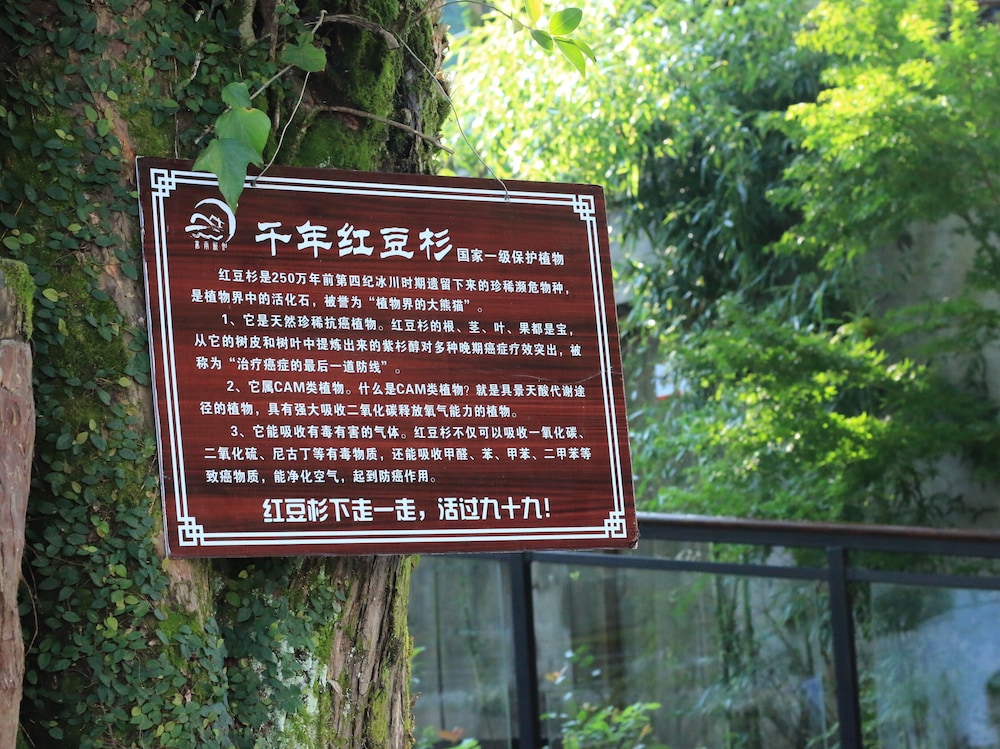 千年红豆杉 国家一级保护植物
红豆杉是250万年前第四纪冰川时期遗留下来的珍稀濒危物种，
是植物界中的活化石，被誉为“植物界的大熊猫”。
1、它是天然珍稀抗癌植物。红豆杉的根、茎、叶、果都是宝，
从它的树皮和树叶中提炼出来的紫杉醇对多种晚期癌症疗效突出，被
称为“治疗癌症的最后一道防线”。
2、它属CAM类植物。什么是CAM类植物？就是具景天酸代谢途
径的植物，具有强大吸收二氧化碳释放氧气能力的植物。
3、它能吸收有毒有害的气体。红豆杉不仅可以吸收一氧化碳、
二氧化硫、尼古丁等有毒物质，还能吸收甲醛、苯、甲苯、二甲苯等
致癌物质，能净化空气，起到防癌作用。
红豆杉下走一走，活过九十九！